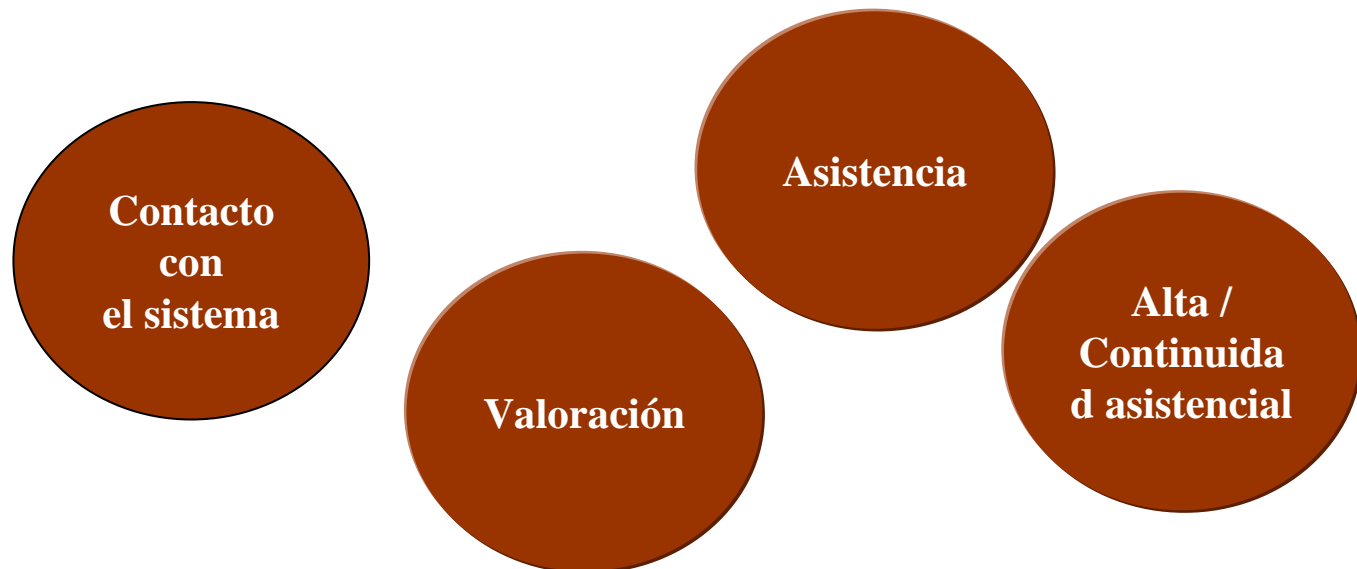 Contacto
con
el sistema
Valoración
Asistencia
Alta /
Continuida
d asistencial